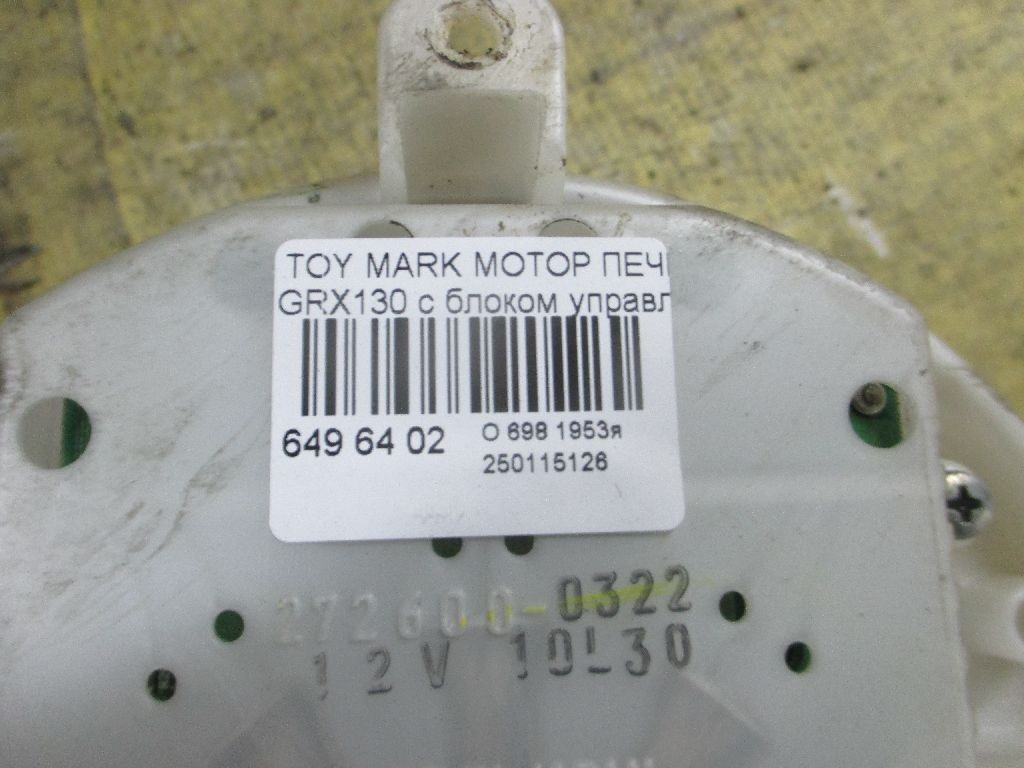 TOY MARK МОТОР ПЕЧ
GRX130 с блоком управл
649 64 02
О 698 1953я
250115126
272600-0322
12V 10L30